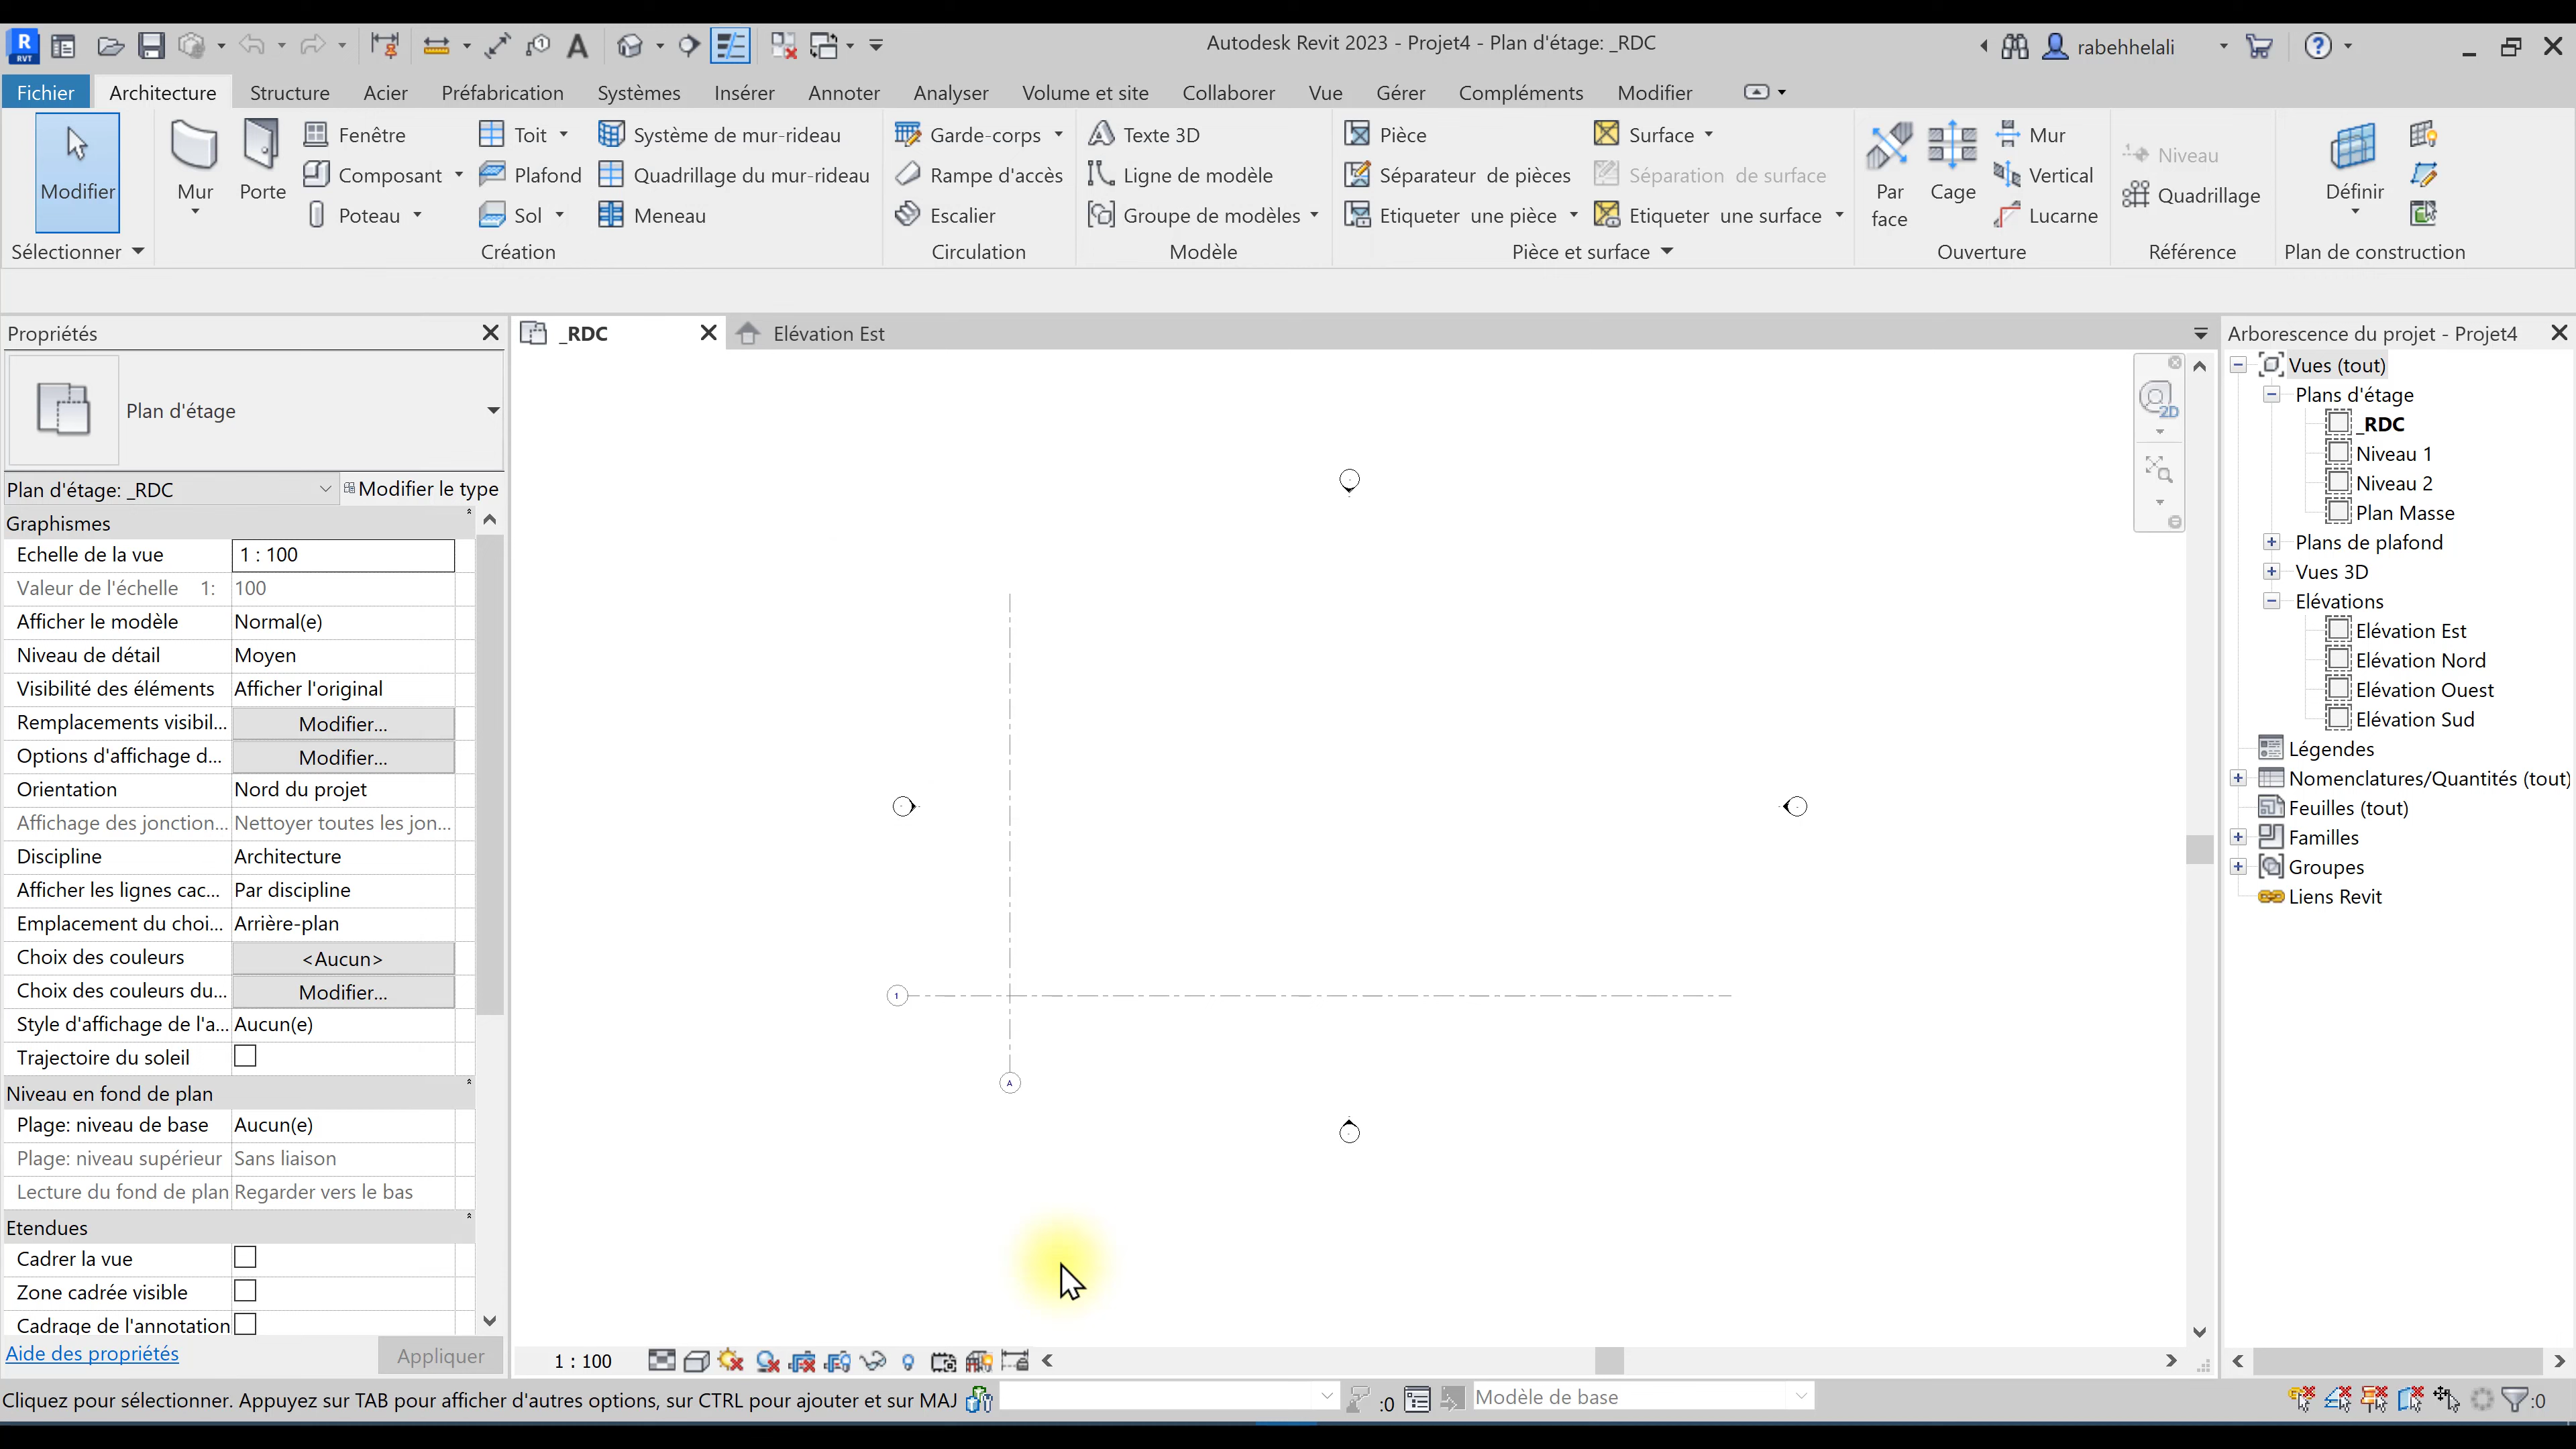 Autodesk Revit 2023 - Projet4 - Plan d'étage: _RDC
rabehhelali
Fichier Architecture Structure Acier Préfabrication Systèmes Insérer Annoter Analyser Volume et site Collaborer Vue Gérer Compléments Modifier
Modifier
Mur
Porte
Fenêtre
Composant
Poteau
Toit
Plafond
Sol
Système de mur-rideau
Quadrillage du mur-rideau
Meneau
Garde-corps
Rampe d'accès
Escalier
Texte 3D
Ligne de modèle
Groupe de modèles
Pièce
Séparateur de pièces
Etiqueter une pièce
Surface
Séparation de surface
Etiqueter une surface
Par
face
Cage
Mur
Vertical
Lucarne
Niveau
Quadrillage
Définir
Sélectionner
Création
Circulation
Modèle
Pièce et surface
Ouverture
Référence
Plan de construction
Propriétés
Plan d'étage
Plan d'étage: _RDC
Modifier le type
Graphismes
Echelle de la vue 1 : 100
Valeur de l'échelle 1: 100
Afficher le modèle Normal(e)
Niveau de détail Moyen
Visibilité des éléments Afficher l'original
Remplacements visibil... Modifier...
Options d'affichage d... Modifier...
Orientation Nord du projet
Affichage des jonction... Nettoyer toutes les jon...
Discipline Architecture
Afficher les lignes cac... Par discipline
Emplacement du choi... Arrière-plan
Choix des couleurs <Aucun>
Choix des couleurs du... Modifier...
Style d'affichage de l'a... Aucun(e)
Trajectoire du soleil
Niveau en fond de plan
Plage: niveau de base Aucun(e)
Plage: niveau supérieur Sans liaison
Lecture du fond de plan Regarder vers le bas
Etendues
Cadrer la vue
Zone cadrée visible
Cadrage de l'annotation
Aide des propriétés
Appliquer
_RDC
Elévation Est
2D
1
A
1 : 100
Arborescence du projet - Projet4
Vues (tout)
Plans d'étage
_RDC
Niveau 1
Niveau 2
Plan Masse
Plans de plafond
Vues 3D
Elévations
Elévation Est
Elévation Nord
Elévation Ouest
Elévation Sud
Légendes
Nomenclatures/Quantités (tout)
Feuilles (tout)
Familles
Groupes
Liens Revit
Cliquez pour sélectionner. Appuyez sur TAB pour afficher d'autres options, sur CTRL pour ajouter et sur MAJ
:0
Modèle de base
:0